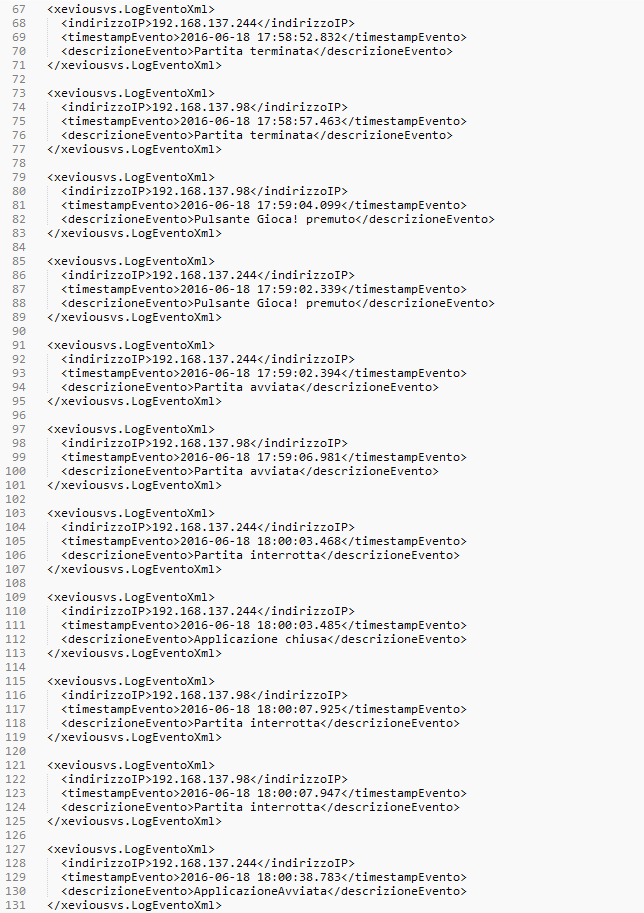 67 <xeviousvs.LogEventoXml>
68 <indirizzoIP>192.168.137.244</indirizzoIP>
69 <timestampEvento>2016-06-18 17:58:52.832</timestampEvento>
70 <descrizioneEvento>Partita terminata</descrizioneEvento>
71 </xeviousvs.LogEventoXml>
72
73 <xeviousvs.LogEventoXml>
74 <indirizzoIP>192.168.137.98</indirizzoIP>
75 <timestampEvento>2016-06-18 17:58:57.463</timestampEvento>
76 <descrizioneEvento>Partita terminata</descrizioneEvento>
77 </xeviousvs.LogEventoXml>
78
79 <xeviousvs.LogEventoXml>
80 <indirizzoIP>192.168.137.98</indirizzoIP>
81 <timestampEvento>2016-06-18 17:59:04.099</timestampEvento>
82 <descrizioneEvento>Pulsante Gioca! premuto</descrizioneEvento>
83 </xeviousvs.LogEventoXml>
84
85 <xeviousvs.LogEventoXml>
86 <indirizzoIP>192.168.137.244</indirizzoIP>
87 <timestampEvento>2016-06-18 17:59:02.339</timestampEvento>
88 <descrizioneEvento>Pulsante Gioca! premuto</descrizioneEvento>
89 </xeviousvs.LogEventoXml>
90
91 <xeviousvs.LogEventoXml>
92 <indirizzoIP>192.168.137.244</indirizzoIP>
93 <timestampEvento>2016-06-18 17:59:02.394</timestampEvento>
94 <descrizioneEvento>Partita avviata</descrizioneEvento>
95 </xeviousvs.LogEventoXml>
96
97 <xeviousvs.LogEventoXml>
98 <indirizzoIP>192.168.137.98</indirizzoIP>
99 <timestampEvento>2016-06-18 17:59:06.981</timestampEvento>
100 <descrizioneEvento>Partita avviata</descrizioneEvento>
101 </xeviousvs.LogEventoXml>
102
103 <xeviousvs.LogEventoXml>
104 <indirizzoIP>192.168.137.244</indirizzoIP>
105 <timestampEvento>2016-06-18 18:00:03.468</timestampEvento>
106 <descrizioneEvento>Partita interrotta</descrizioneEvento>
107 </xeviousvs.LogEventoXml>
108
109 <xeviousvs.LogEventoXml>
110 <indirizzoIP>192.168.137.244</indirizzoIP>
111 <timestampEvento>2016-06-18 18:00:03.485</timestampEvento>
112 <descrizioneEvento>Applicazione chiusa</descrizioneEvento>
113 </xeviousvs.LogEventoXml>
114
115 <xeviousvs.LogEventoXml>
116 <indirizzoIP>192.168.137.98</indirizzoIP>
117 <timestampEvento>2016-06-18 18:00:07.925</timestampEvento>
118 <descrizioneEvento>Partita interrotta</descrizioneEvento>
119 </xeviousvs.LogEventoXml>
120
121 <xeviousvs.LogEventoXml>
122 <indirizzoIP>192.168.137.98</indirizzoIP>
123 <timestampEvento>2016-06-18 18:00:07.947</timestampEvento>
124 <descrizioneEvento>Partita interrotta</descrizioneEvento>
125 </xeviousvs.LogEventoXml>
126
127 <xeviousvs.LogEventoXml>
128 <indirizzoIP>192.168.137.244</indirizzoIP>
129 <timestampEvento>2016-06-18 18:00:38.783</timestampEvento>
130 <descrizioneEvento>ApplicazioneAvviata</descrizioneEvento>
131 </xeviousvs.LogEventoXml>